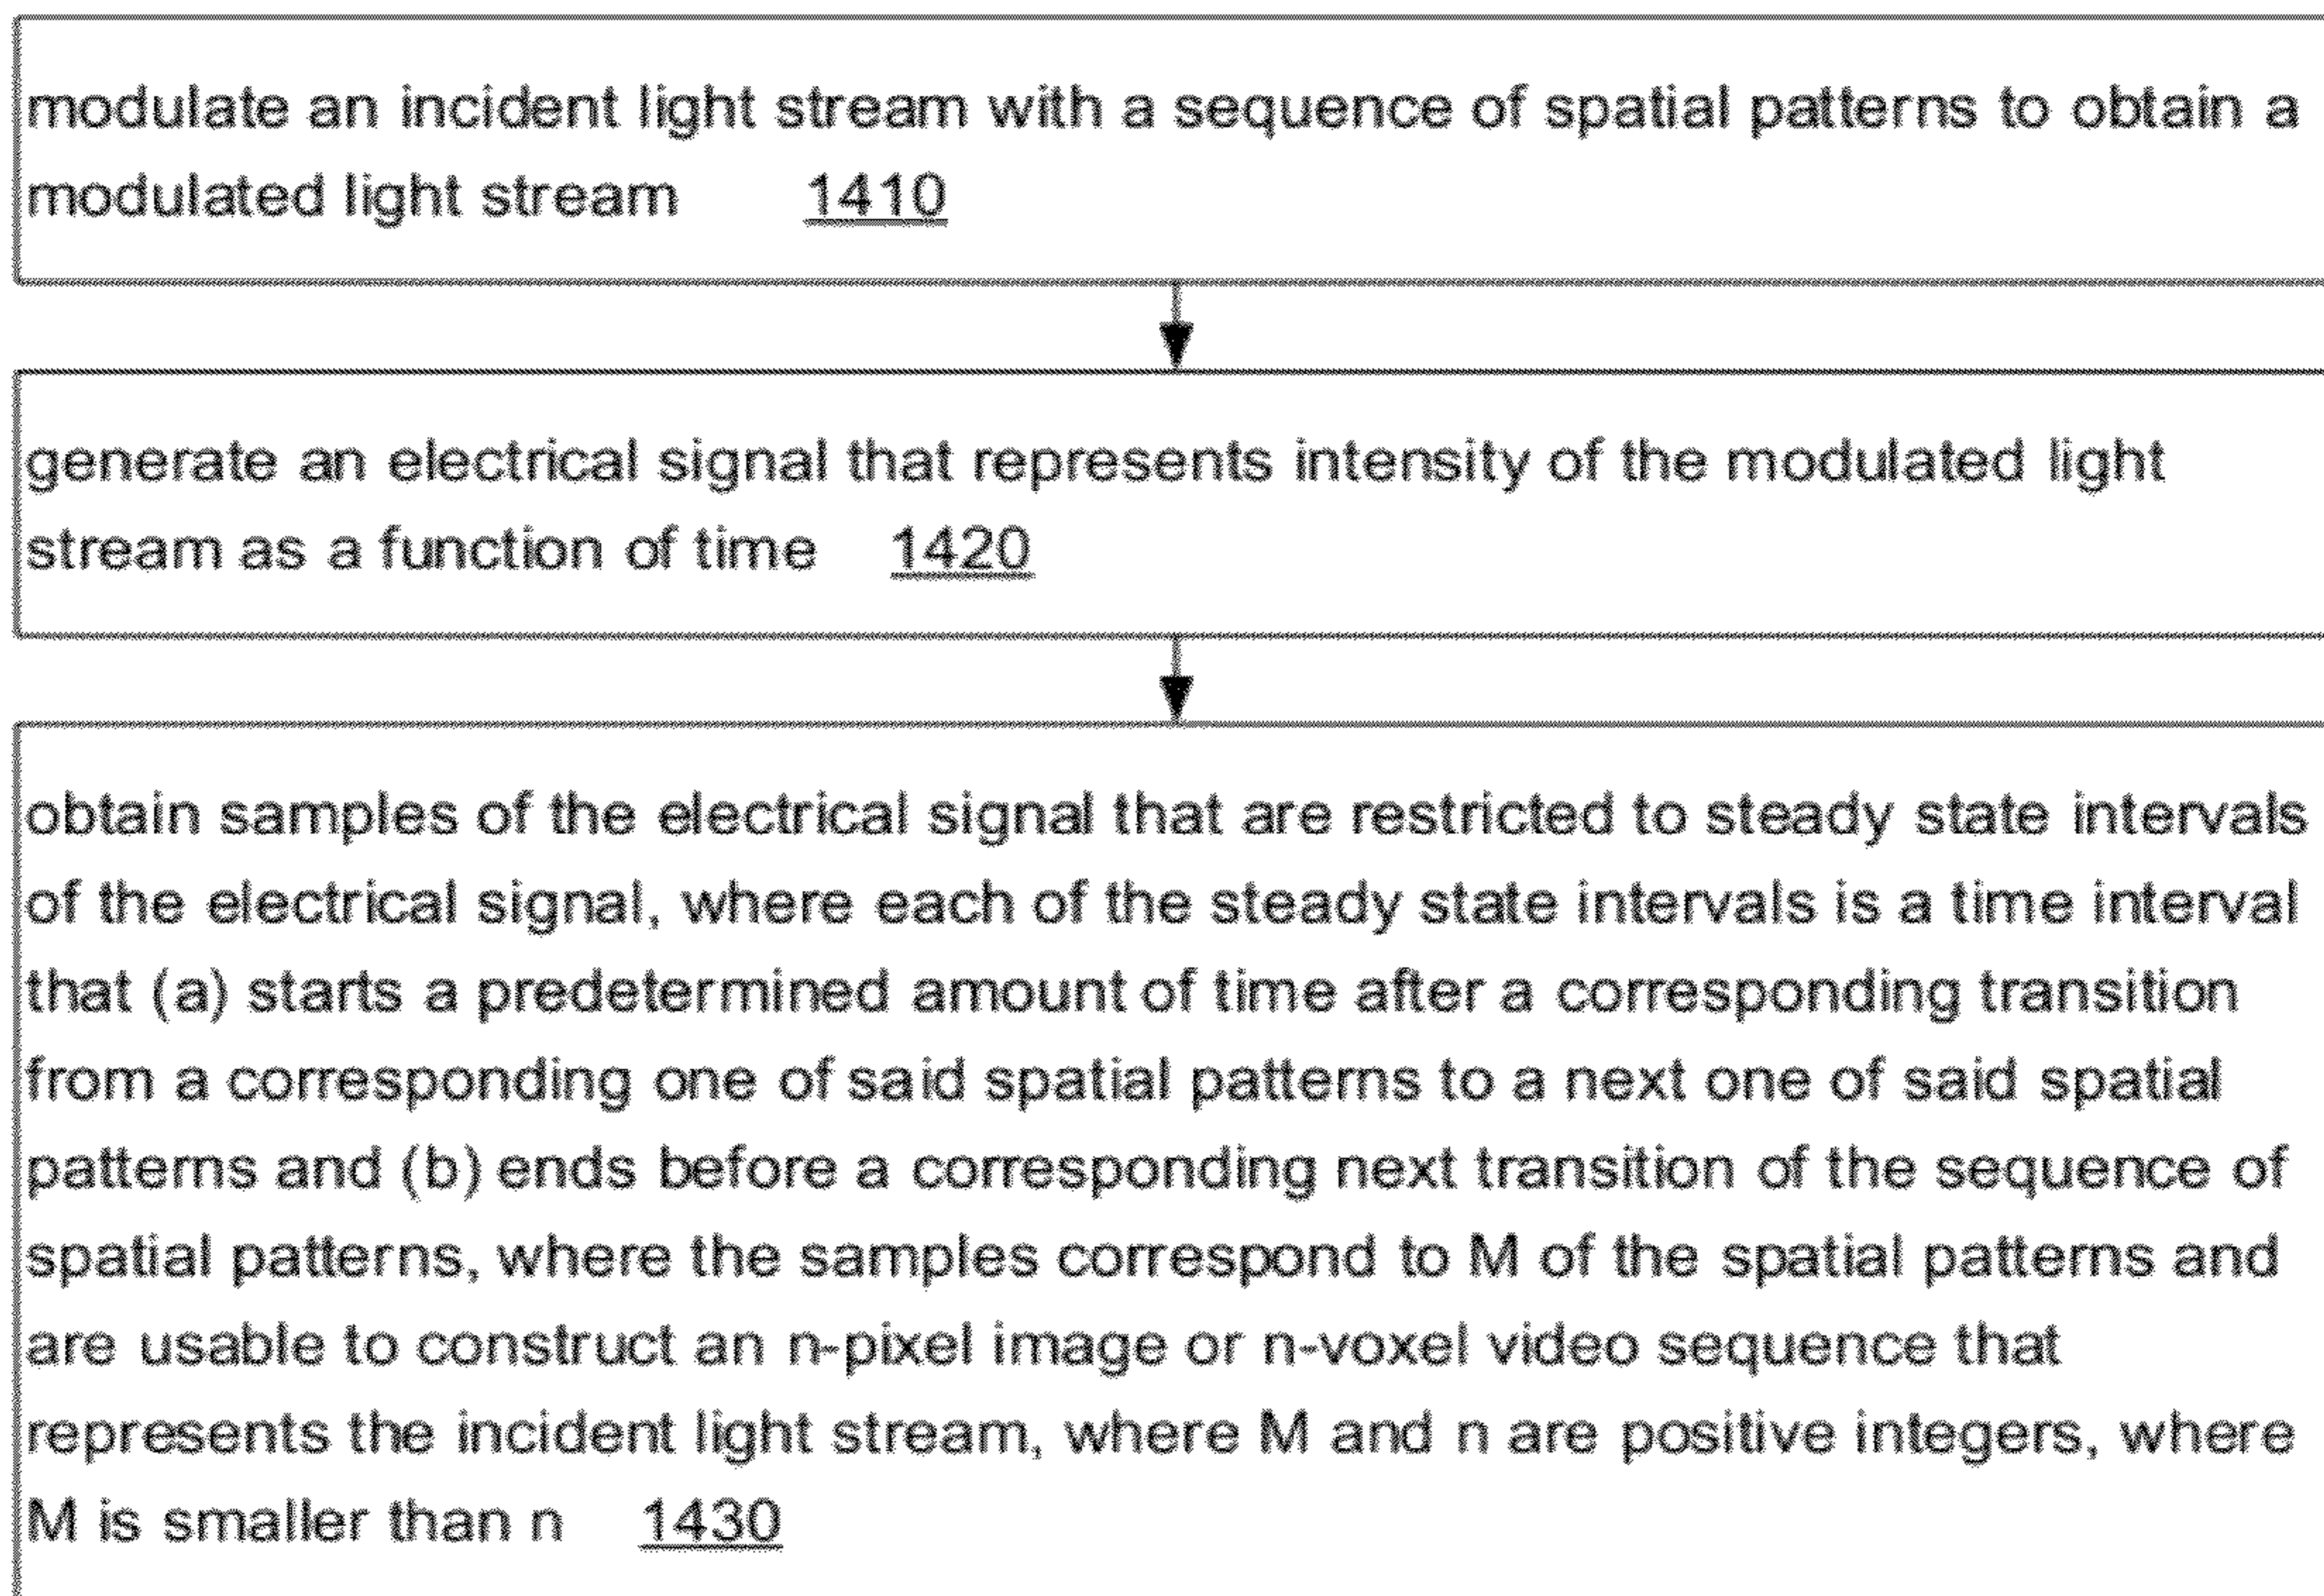 modulate an incident light stream with a sequence of spatial patterns to obtain a
modulated light stream 1410
generate an electrical signal that represents intensity of the modulated light
stream as a function of time 1420
obtain samples of the electrical signal that are restricted to steady state intervals
of the electrical signal, where each of the steady state intervals is a time interval
that (a) starts a predetermined amount of time after a corresponding transition
from a corresponding one of said spatial patterns to a next one of said spatial
patterns and (b) ends before a corresponding next transition of the sequence of
spatial patterns, where the samples correspond to M of the spatial patterns and
are usable to construct an n-pixel image or n-voxel video sequence that
represents the incident light stream, where M and n are positive integers, where
M is smaller than n 1430